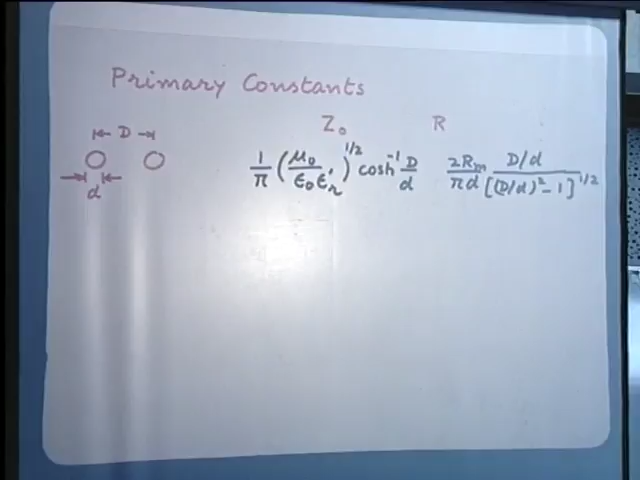 Primary Constants
Z₀ R
D
1/π (μ₀/ϵ₀ϵ'ᵣ)^1/2 cosh⁻¹ D/d 2Rₘ/πd D/d/[(D/d)² - 1]^1/2
d